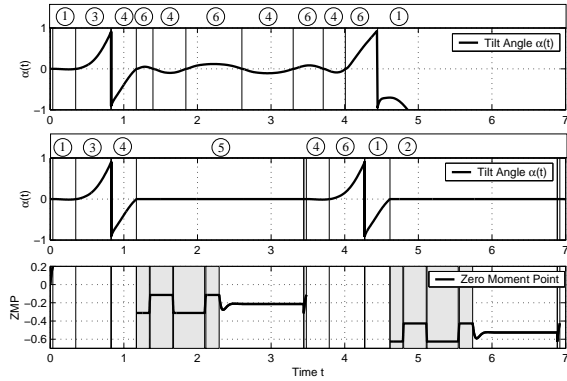 1 3 4 6 4 6 4 6 4 6 1
1
0
−1
α(t)
Tilt Angle α(t)
0 1 2 3 4 5 6 7
1 3 4 5 4 6 1 2
1
0
−1
α(t)
Tilt Angle α(t)
0 1 2 3 4 5 6 7
0.2
0
−0.2
−0.4
−0.6
ZMP
Zero Moment Point
0 1 2 3 4 5 6 7
Time t